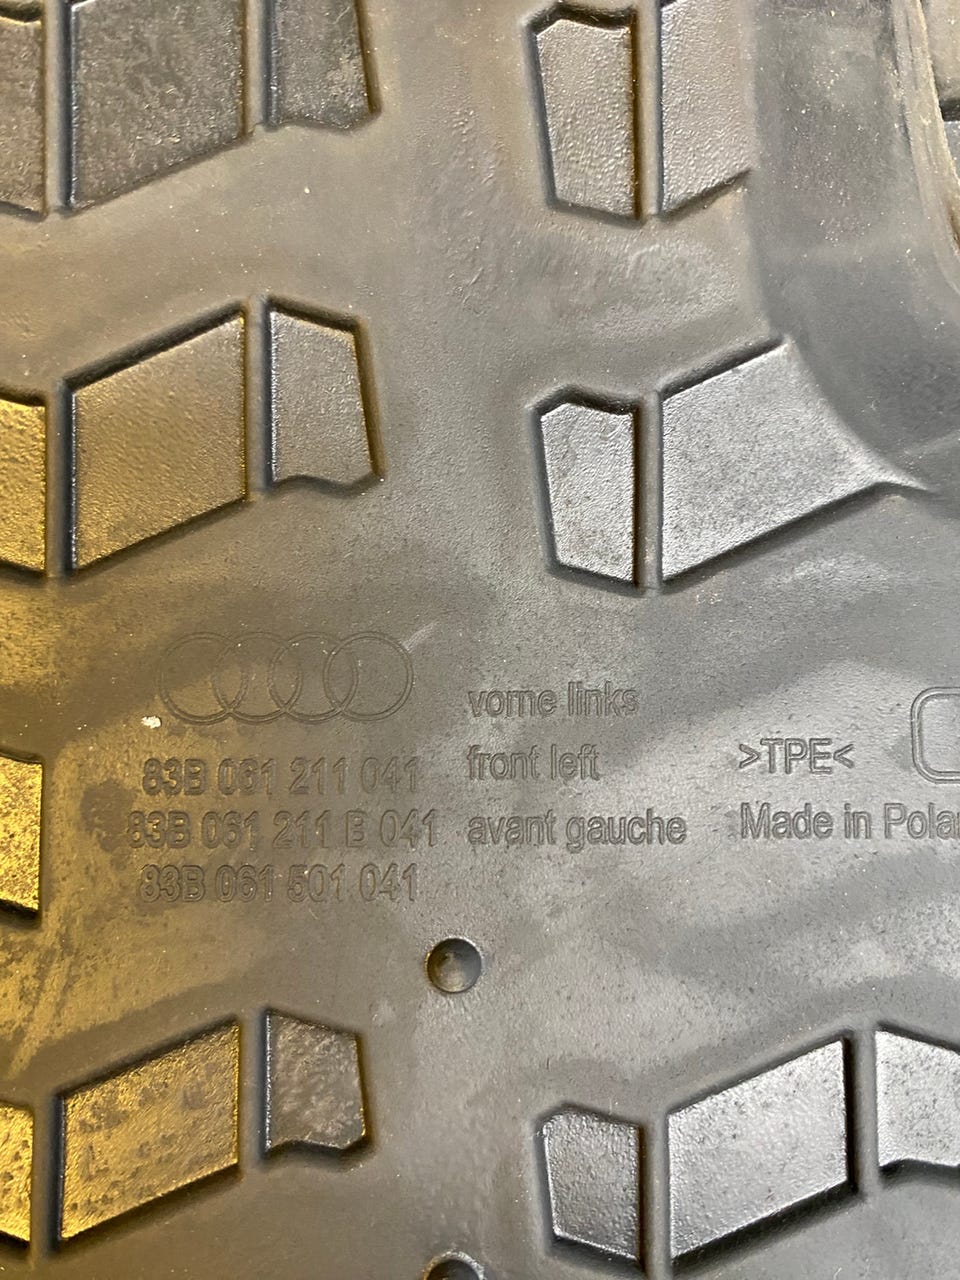 83B 061 211 041
83B 061 211 B 041
83B 061 501 041
vorne links
front left
avant gauche
>TPE<
Made in Polan